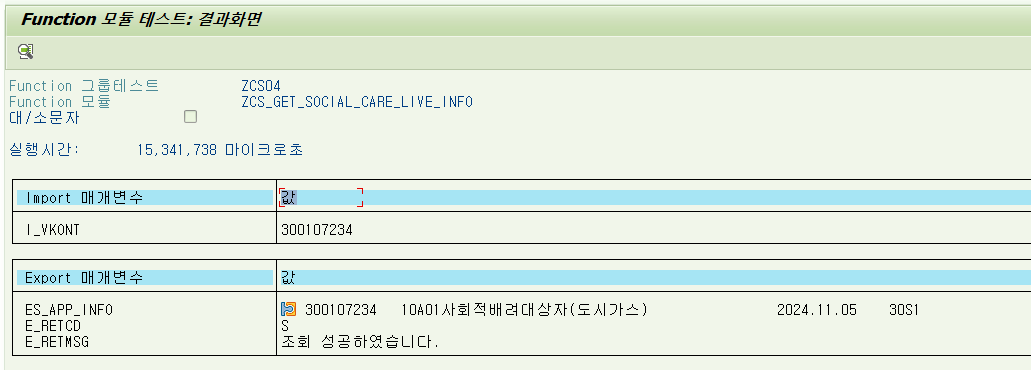 Function 모듈 테스트: 결과화면
Function 그룹테스트 ZCS04
Function 모듈 ZCS_GET_SOCIAL_CARE_LIVE_INFO
대/소문자
실행시간: 15,341,738 마이크로초
Import 매개변수 값
I_VKONT 300107234
Export 매개변수 값
ES_APP_INFO 300107234 10A01사회적배려대상자(도시가스) 2024.11.05 30S1
E_RETCD S
E_RETMSG 조회 성공하였습니다.